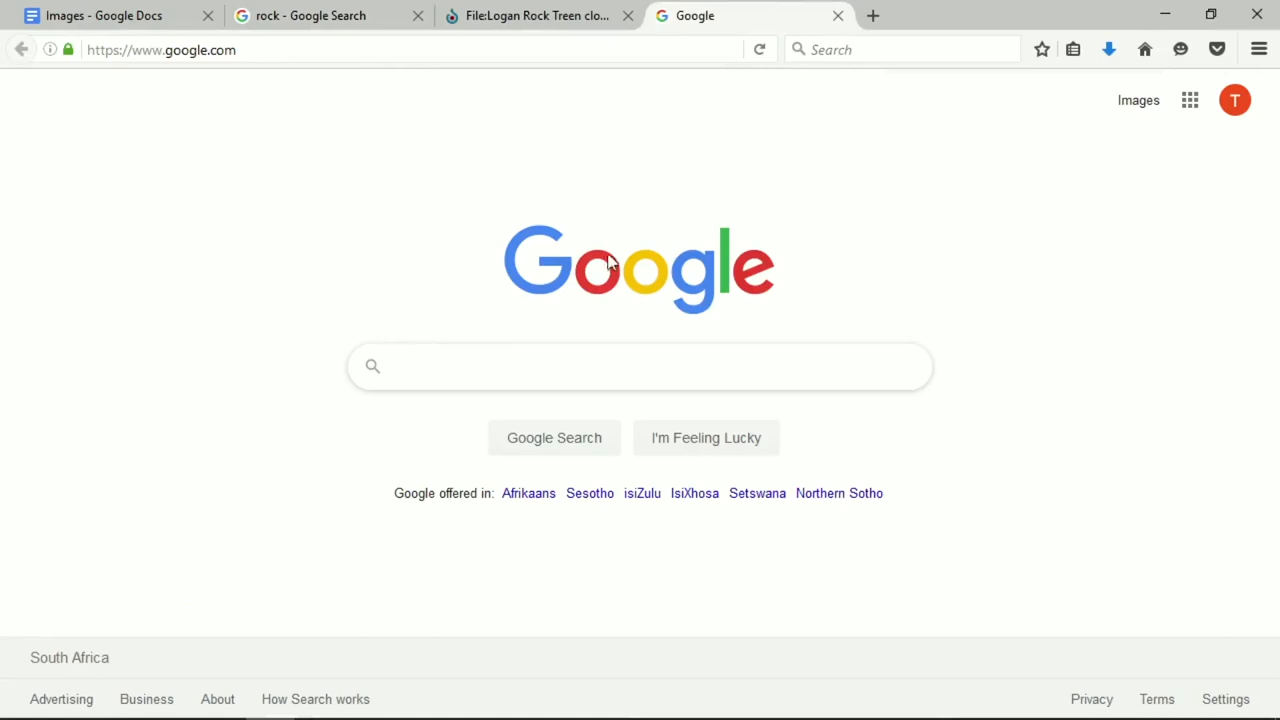 Images - Google Docs
rock - Google Search
File:Logan Rock Treen clo...
Google
https://www.google.com
Search
Images
T
Google
Google Search
I'm Feeling Lucky
Google offered in: Afrikaans Sesotho isiZulu IsiXhosa Setswana Northern Sotho
South Africa
Advertising Business About How Search works Privacy Terms Settings